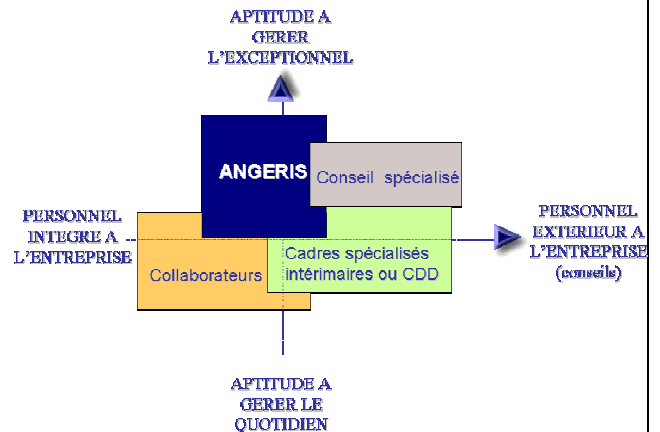 APTITUDE A
GERER
L'EXCEPTIONNEL
ANGERIS
Conseil spécialisé
PERSONNEL
INTEGRE A
L'ENTREPRISE
PERSONNEL
EXTERIEUR A
L'ENTREPRISE
(conseils)
Collaborateurs
Cadres spécialisés
intérimaires ou CDD
APTITUDE A
GERER LE
QUOTIDIEN